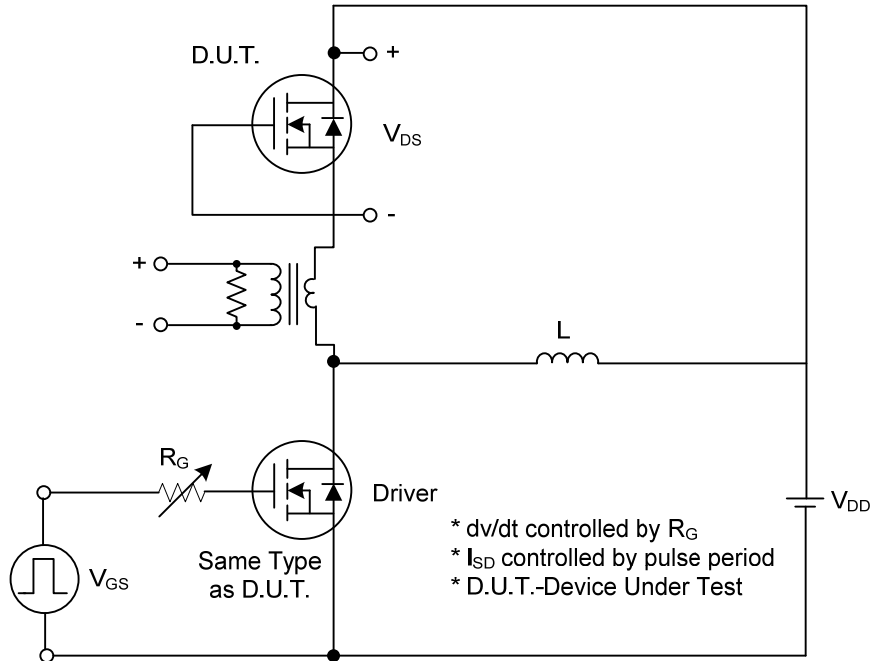 D.U.T.
+
V_DS
-
+
-
L
R_G
Driver
V_DD
V_GS
Same Type
as D.U.T.
* dv/dt controlled by R_G
* I_SD controlled by pulse period
* D.U.T.-Device Under Test